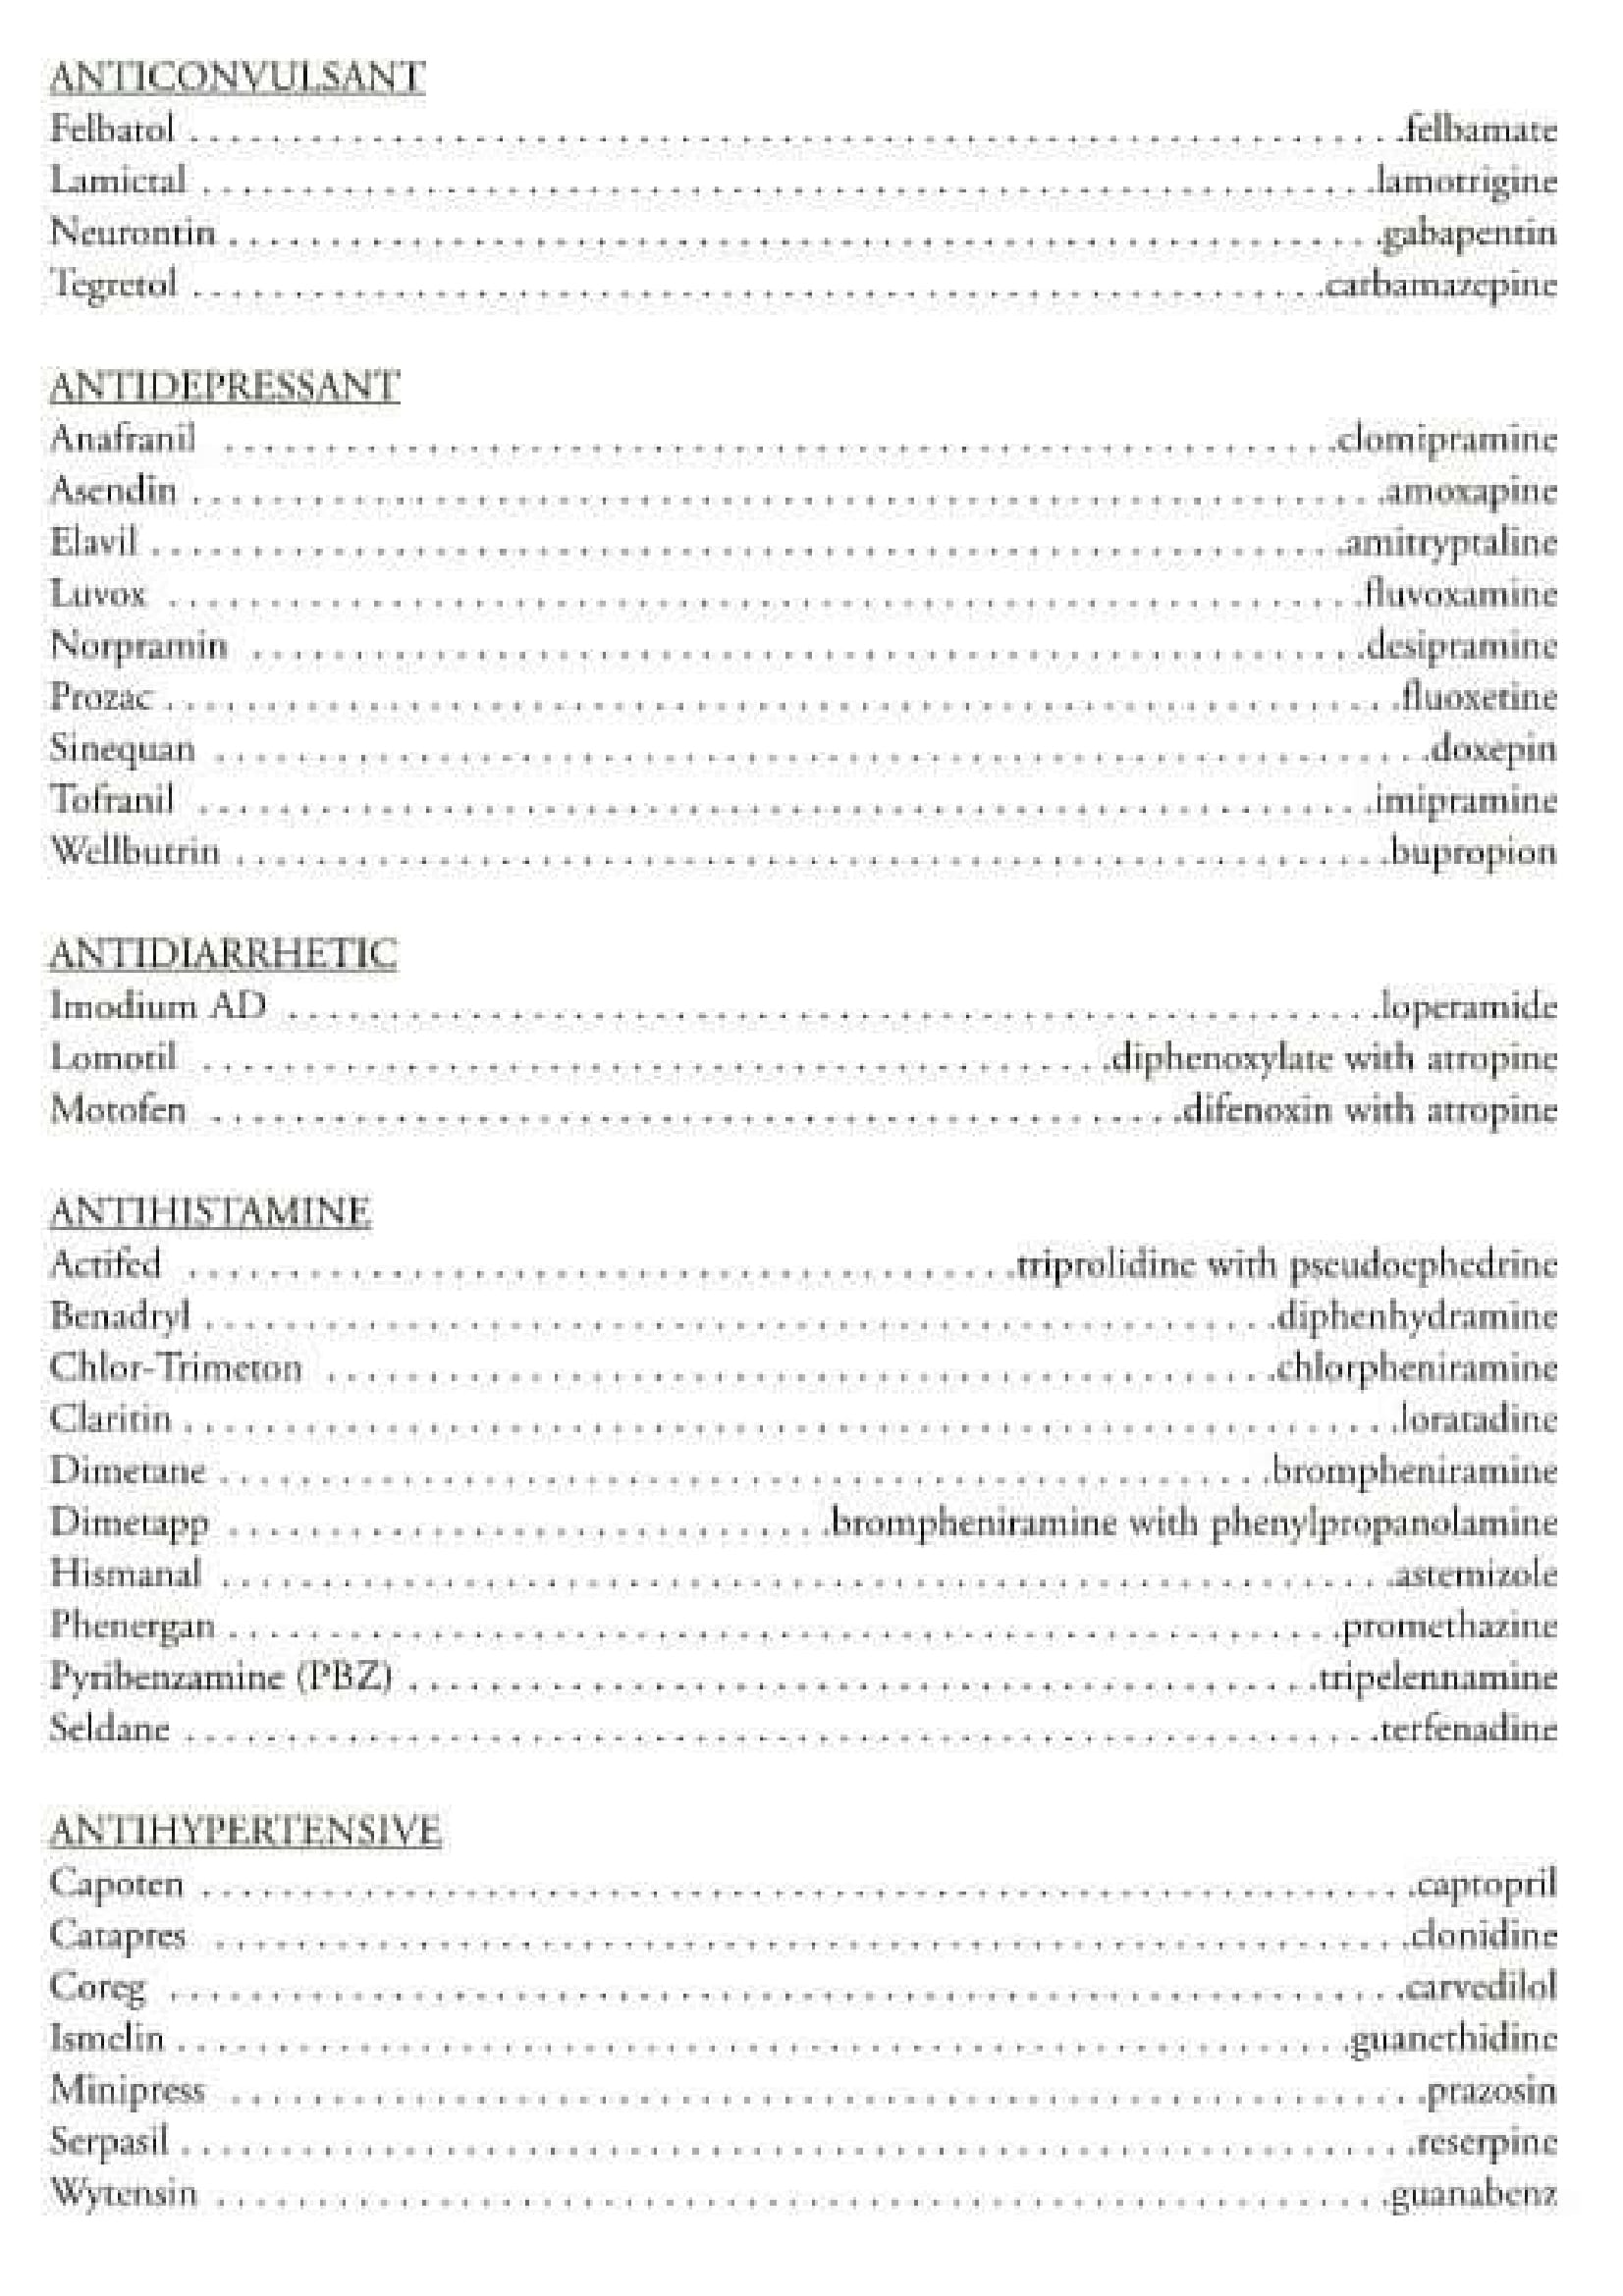 ANTICONVULSANT
Felbatol . . . . . . . . . . . . . . . . . . . . felbamate
Lamictal . . . . . . . . . . . . . . . . . . . . lamotrigine
Neurontin . . . . . . . . . . . . . . . . . . . . gabapentin
Tegretol . . . . . . . . . . . . . . . . . . . . carbamazepine
ANTIDEPRESSANT
Anafranil . . . . . . . . . . . . . . . . . . . . clomipramine
Asendin . . . . . . . . . . . . . . . . . . . . amoxapine
Elavil . . . . . . . . . . . . . . . . . . . . amitryptaline
Luvox . . . . . . . . . . . . . . . . . . . . fluvoxamine
Norpramin . . . . . . . . . . . . . . . . . . . . desipramine
Prozac . . . . . . . . . . . . . . . . . . . . fluoxetine
Sinequan . . . . . . . . . . . . . . . . . . . . doxepin
Tofranil . . . . . . . . . . . . . . . . . . . . imipramine
Wellbutrin . . . . . . . . . . . . . . . . . . . . bupropion
ANTIDIARRHETIC
Imodium AD . . . . . . . . . . . . . . . . . . . . loperamide
Lomotil . . . . . . . . . . . . . . . . . . . . diphenoxylate with atropine
Motofen . . . . . . . . . . . . . . . . . . . . difenoxin with atropine
ANTIHISTAMINE
Actifed . . . . . . . . . . . . . . . . . . . . triprolidine with pseudoephedrine
Benadryl . . . . . . . . . . . . . . . . . . . . diphenhydramine
Chlor-Trimeton . . . . . . . . . . . . . . . . . . . . chlorpheniramine
Claritin . . . . . . . . . . . . . . . . . . . . loratadine
Dimetane . . . . . . . . . . . . . . . . . . . . brompheniramine
Dimetapp . . . . . . . . . . . . . . . . . . . . brompheniramine with phenylpropanolamine
Hismanal . . . . . . . . . . . . . . . . . . . . astemizole
Phenergan . . . . . . . . . . . . . . . . . . . . promethazine
Pyribenzamine (PBZ) . . . . . . . . . . . . . . . . . . . . tripelennamine
Seldane . . . . . . . . . . . . . . . . . . . . terfenadine
ANTIHYPERTENSIVE
Capoten . . . . . . . . . . . . . . . . . . . . captopril
Catapres . . . . . . . . . . . . . . . . . . . . clonidine
Coreg . . . . . . . . . . . . . . . . . . . . carvedilol
Ismelin . . . . . . . . . . . . . . . . . . . . guanethidine
Minipress . . . . . . . . . . . . . . . . . . . . prazosin
Serpasil . . . . . . . . . . . . . . . . . . . . reserpine
Wytensin . . . . . . . . . . . . . . . . . . . . guanabenz